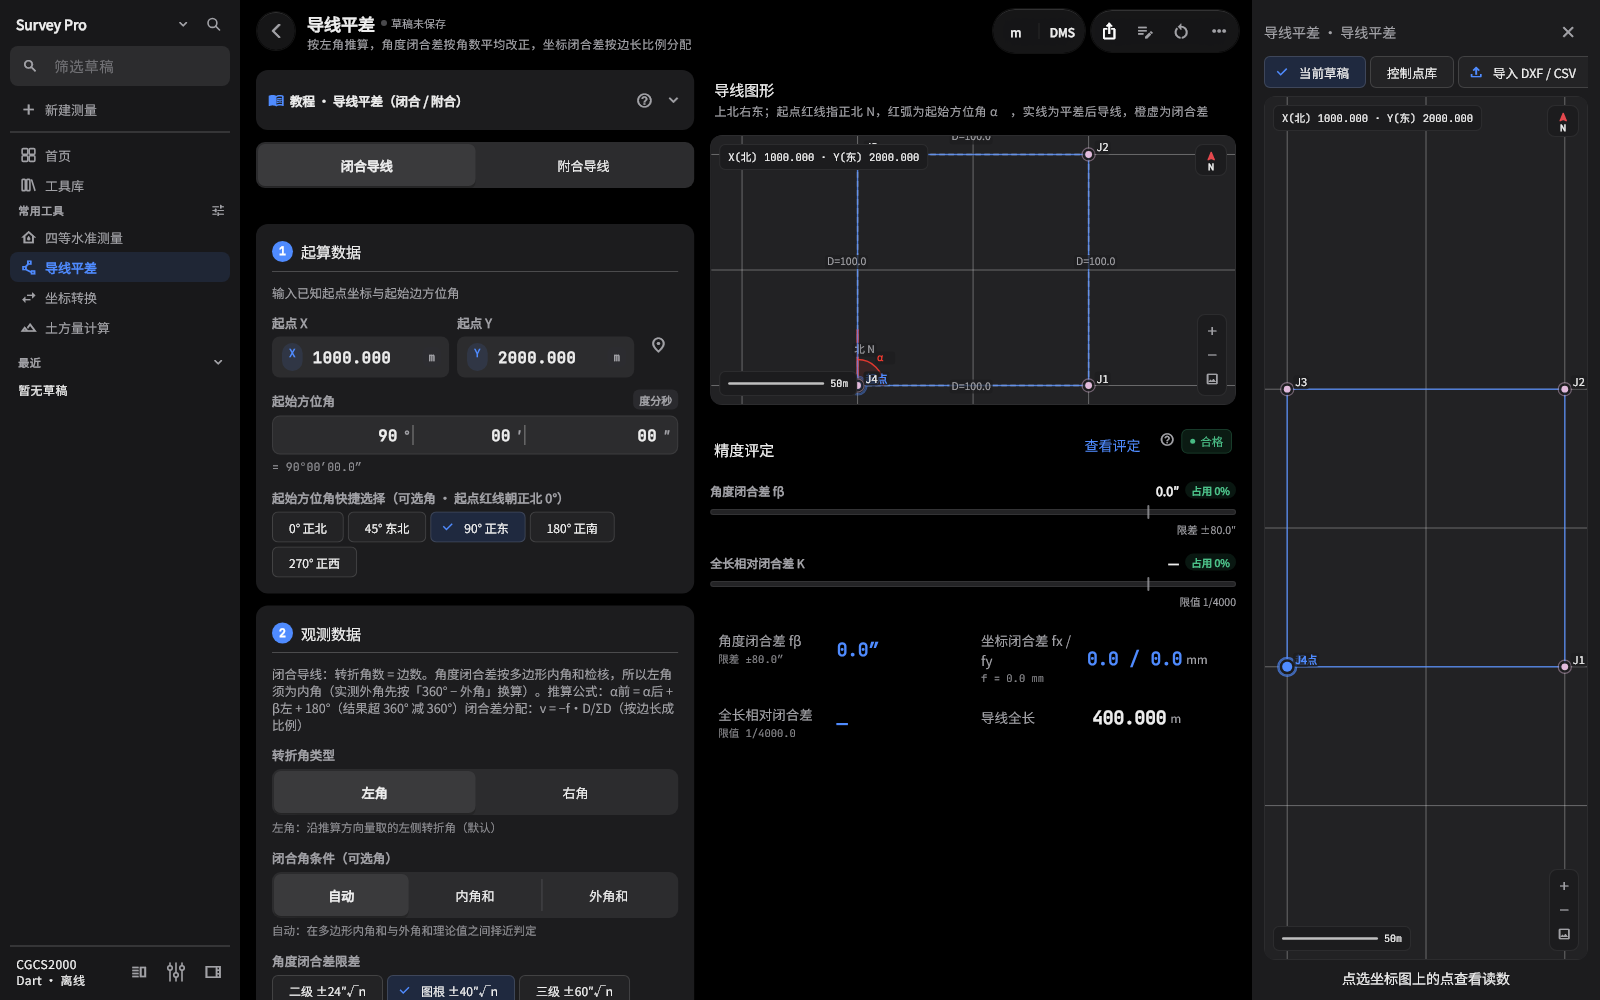 Survey Pro
筛选草稿
新建测量
首页
工具库
常用工具
四等水准测量
导线平差
坐标转换
土方量计算
最近
暂无草稿
CGCS2000
Dart • 离线
导线平差
草稿未保存
按左角推算，角度闭合差按角数平均改正，坐标闭合差按边长比例分配
m
DMS
教程 • 导线平差（闭合 / 附合）
闭合导线
附合导线
1 起算数据
输入已知起点坐标与起始边方位角
起点 X
起点 Y
X 1000.000 m
Y 2000.000 m
起始方位角
度分秒
90 ° 00 ′ 00 ″
= 90°00′00.0″
起始方位角快捷选择（可选角 • 起点红线朝正北 0°）
0° 正北
45° 东北
90° 正东
180° 正南
270° 正西
2 观测数据
闭合导线：转折角数 = 边数。角度闭合差按多边形内角和检核，所以左角
须为内角（实测外角先按「360° − 外角」换算）。推算公式：α前 = α后 +
β左 + 180°（结果超 360° 减 360°）闭合差分配：v = −f・D/ΣD（按边长成
比例）
转折角类型
左角
右角
左角：沿推算方向量取的左侧转折角（默认）
闭合角条件（可选角）
自动
内角和
外角和
自动：在多边形内角和与外角和理论值之间择近判定
角度闭合差限差
二级 ±24″√n
图根 ±40″√n
三级 ±60″√n
导线图形
上北右东；起点红线指正北 N，红弧为起始方位角 α ，实线为平差后导线，橙虚为闭合差
D=100.0
X(北) 1000.000 · Y(东) 2000.000
J2
N
D=100.0
D=100.0
北 N
α
J4点
50m
D=100.0
J1
精度评定
查看评定
合格
角度闭合差 fβ
0.0″
占用 0%
限差 ±80.0″
全长相对闭合差 K
—
占用 0%
限值 1/4000
角度闭合差 fβ
限差 ±80.0″
0.0″
坐标闭合差 fx /
fy
f = 0.0 mm
0.0 / 0.0 mm
全长相对闭合差
限值 1/4000.0
—
导线全长
400.000 m
导线平差 • 导线平差
当前草稿
控制点库
导入 DXF / CSV
X(北) 1000.000 · Y(东) 2000.000
N
J3
J2
J4点
J1
50m
点选坐标图上的点查看读数